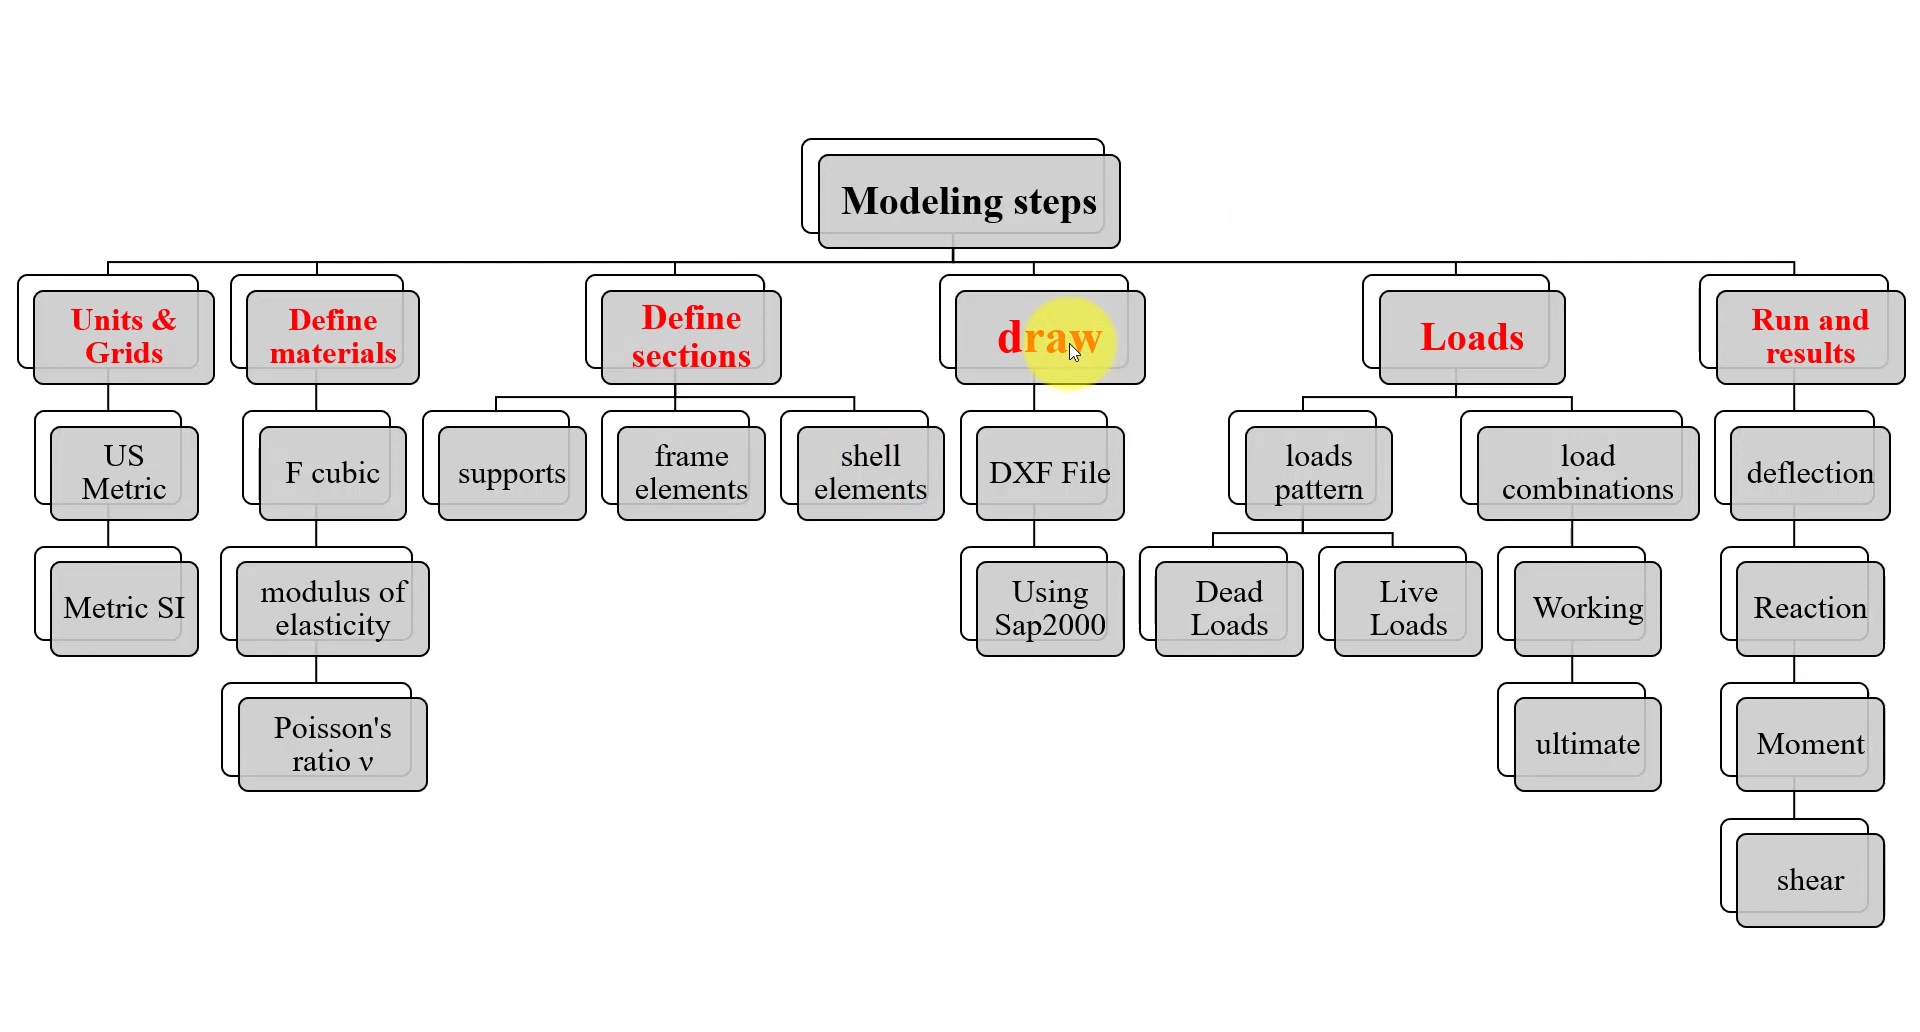 Modeling steps
Units &
Grids
Define
materials
Define
sections
draw
Loads
Run and
results
US
Metric
F cubic
supports
frame
elements
shell
elements
DXF File
loads
pattern
load
combinations
deflection
Metric SI
modulus of
elasticity
Using
Sap2000
Dead
Loads
Live
Loads
Working
Reaction
Poisson's
ratio ν
ultimate
Moment
shear